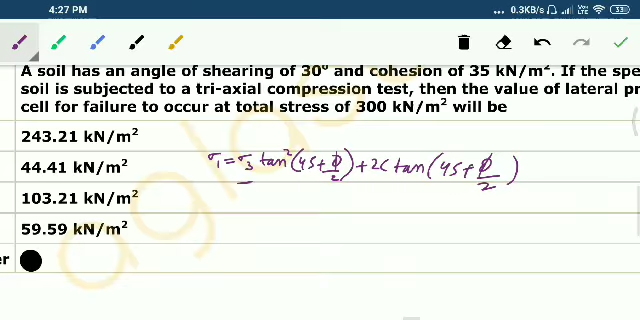 4:27 PM
... 0.3KB/s VoLTE 33
A soil has an angle of shearing of 30° and cohesion of 35 kN/m². If the spe
soil is subjected to a tri-axial compression test, then the value of lateral pr
cell for failure to occur at total stress of 300 kN/m² will be
243.21 kN/m²
44.41 kN/m²
σ₁ = σ₃ tan²(45+φ/2) + 2C tan(45+φ/2)
103.21 kN/m²
59.59 kN/m²
er